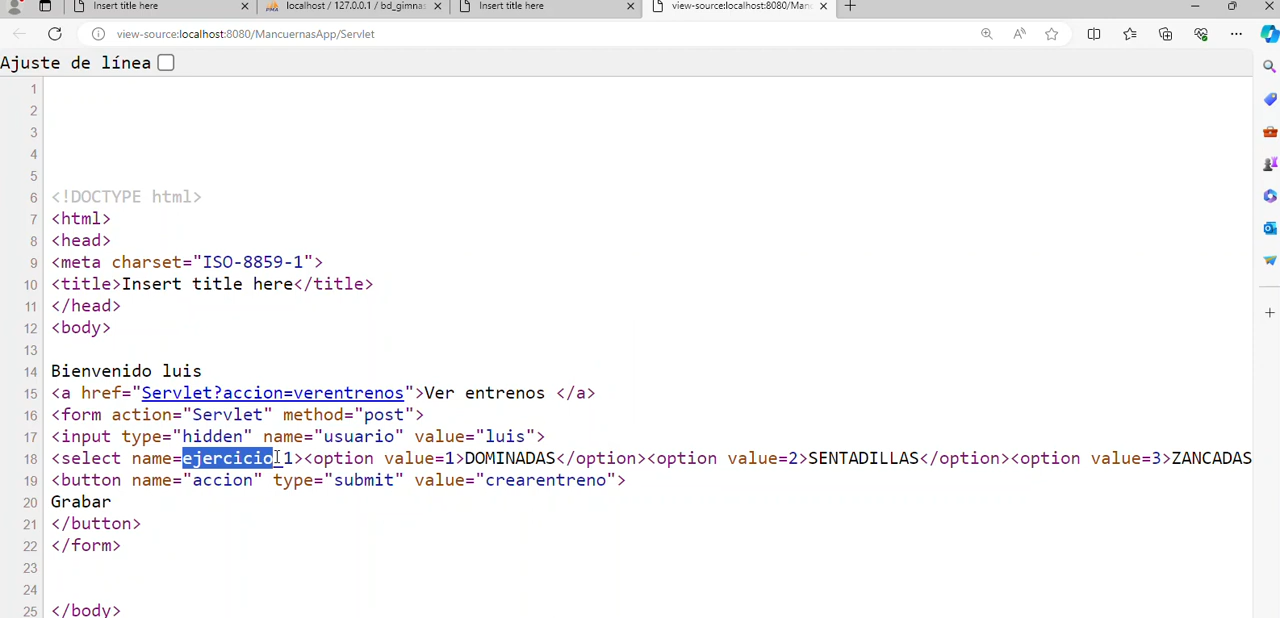 Insert title here
localhost / 127.0.0.1 / bd_gimnas
Insert title here
view-source:localhost:8080/Manc
view-source:localhost:8080/MancuernasApp/Servlet
Ajuste de línea
1
2
3
4
5
6 <!DOCTYPE html>
7 <html>
8 <head>
9 <meta charset="ISO-8859-1">
10 <title>Insert title here</title>
11 </head>
12 <body>
13
14 Bienvenido luis
15 <a href="Servlet?accion=verentrenos">Ver entrenos </a>
16 <form action="Servlet" method="post">
17 <input type="hidden" name="usuario" value="luis">
18 <select name=ejercicio_1><option value=1>DOMINADAS</option><option value=2>SENTADILLAS</option><option value=3>ZANCADAS
19 <button name="accion" type="submit" value="crearentreno">
20 Grabar
21 </button>
22 </form>
23
24
25 </body>